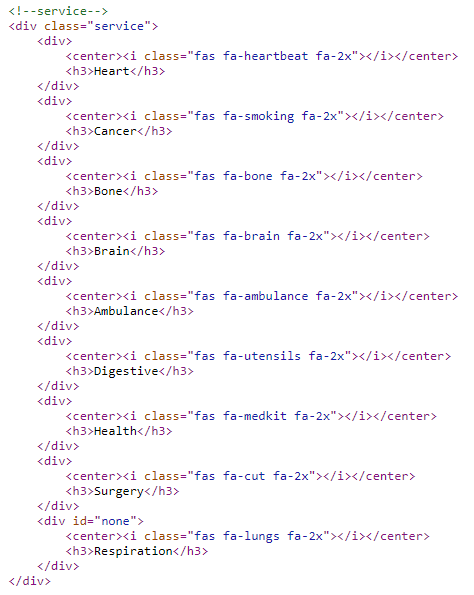 <!--service-->
<div class="service">
    <div>
        <center><i class="fas fa-heartbeat fa-2x"></i></center>
        <h3>Heart</h3>
    </div>
    <div>
        <center><i class="fas fa-smoking fa-2x"></i></center>
        <h3>Cancer</h3>
    </div>
    <div>
        <center><i class="fas fa-bone fa-2x"></i></center>
        <h3>Bone</h3>
    </div>
    <div>
        <center><i class="fas fa-brain fa-2x"></i></center>
        <h3>Brain</h3>
    </div>
    <div>
        <center><i class="fas fa-ambulance fa-2x"></i></center>
        <h3>Ambulance</h3>
    </div>
    <div>
        <center><i class="fas fa-utensils fa-2x"></i></center>
        <h3>Digestive</h3>
    </div>
    <div>
        <center><i class="fas fa-medkit fa-2x"></i></center>
        <h3>Health</h3>
    </div>
    <div>
        <center><i class="fas fa-cut fa-2x"></i></center>
        <h3>Surgery</h3>
    </div>
    <div id="none">
        <center><i class="fas fa-lungs fa-2x"></i></center>
        <h3>Respiration</h3>
    </div>
</div>